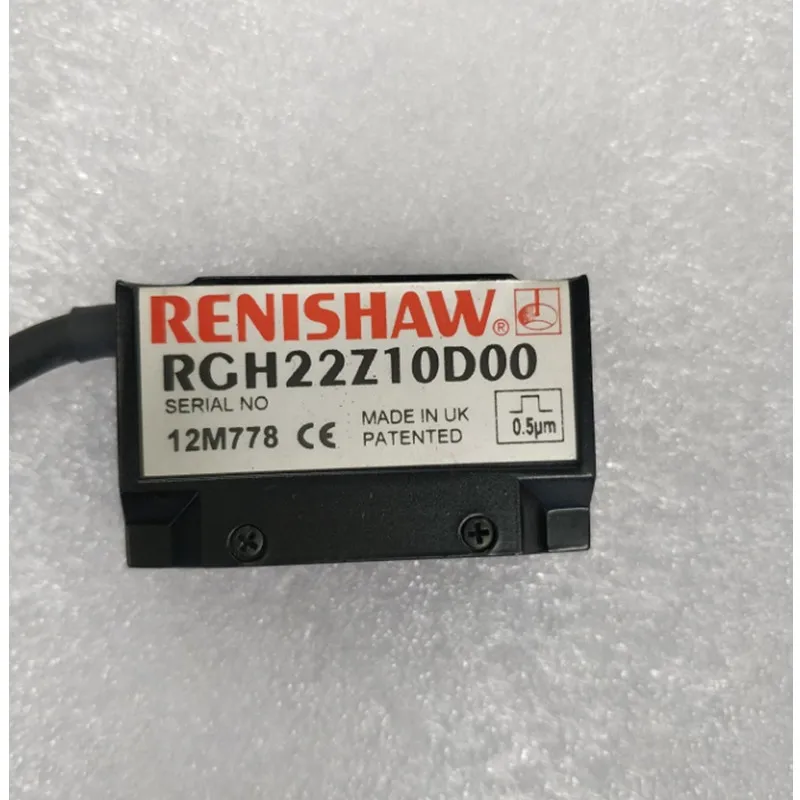 RENISHAW®
RGH22Z10D00
SERIAL NO
12M778 CE
MADE IN UK
PATENTED
0.5µm